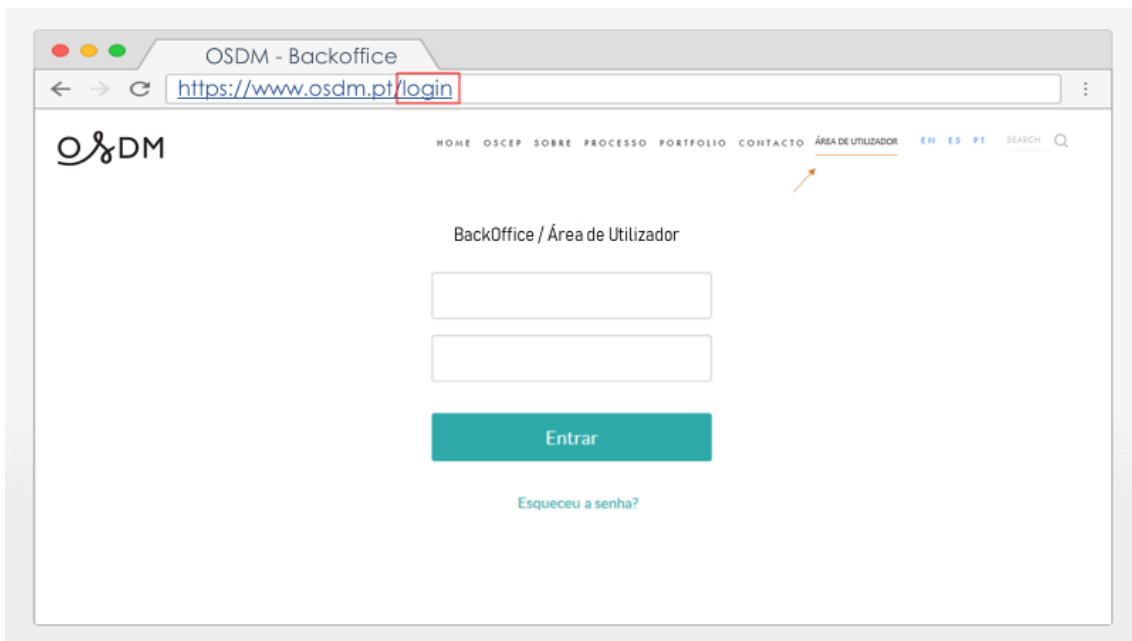 OSDM - Backoffice
https://www.osdm.pt/login
OSDM
HOME OSCEP SOBRE PROCESSO PORTFOLIO CONTACTO ÁREA DE UTILIZADOR EN ES PT SEARCH
BackOffice / Área de Utilizador
Entrar
Esqueceu a senha?